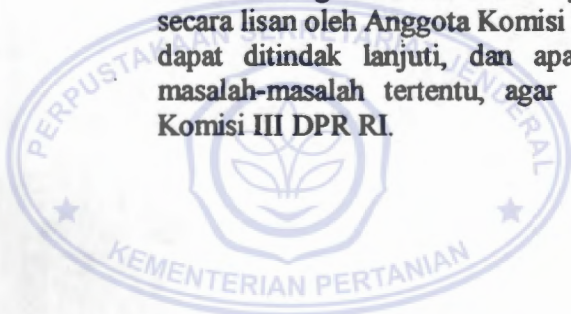 secara lisan oleh Anggota Komisi
dapat ditindak lanjuti, dan apa
masalah-masalah tertentu, agar
Komisi III DPR RI.
PERPUSTAKAAN SEKRETARIAT JENDERAL
KEMENTERIAN PERTANIAN